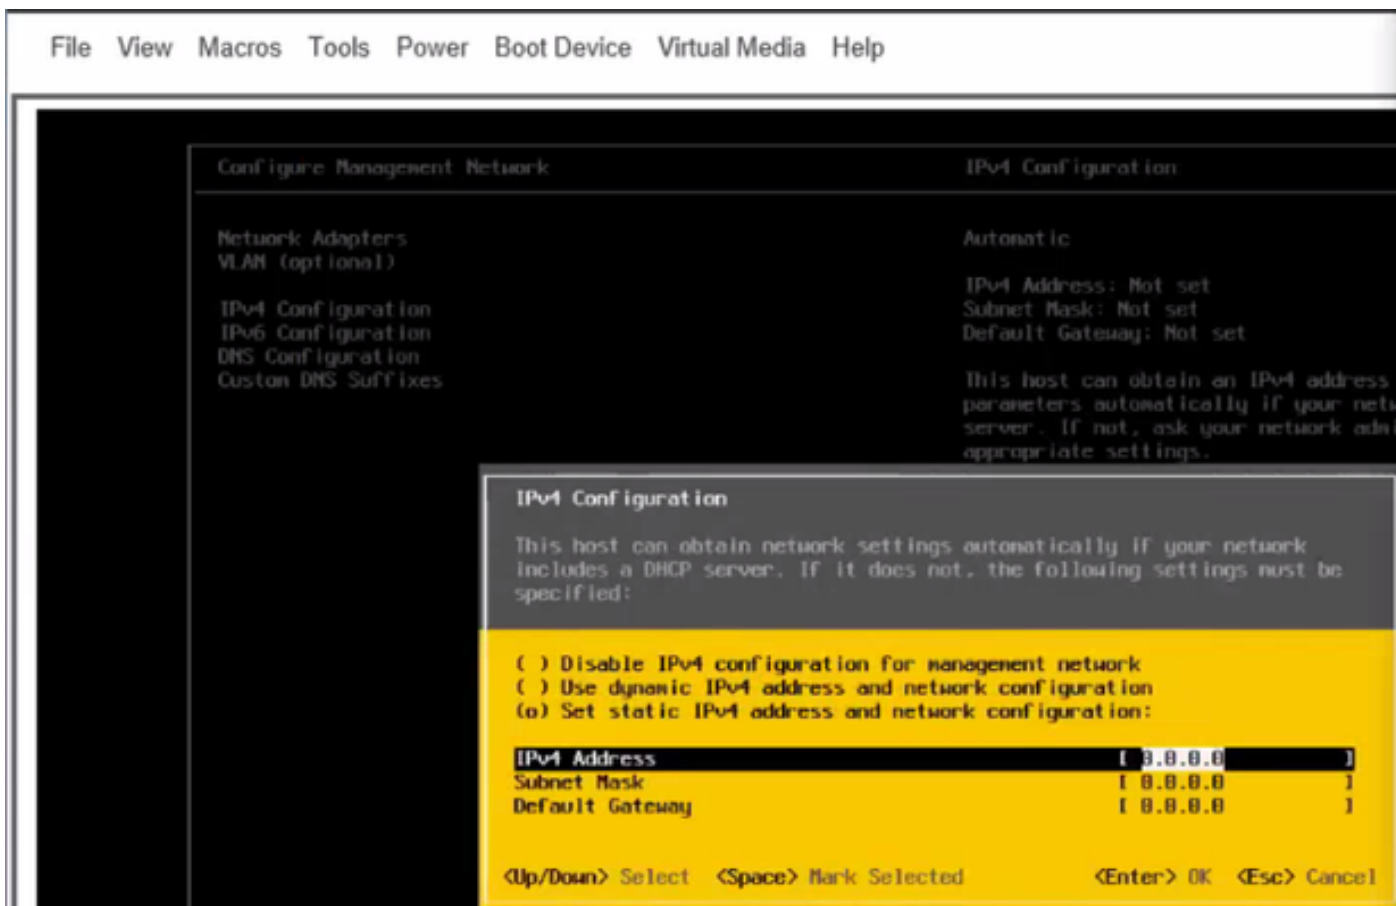 File View Macros Tools Power Boot Device Virtual Media Help
Configure Management Network
IPv4 Configuration
Network Adapters
VLAN (optional)
IPv4 Configuration
IPv6 Configuration
DNS Configuration
Custom DNS Suffixes
Automatic
IPv4 Address: Not set
Subnet Mask: Not set
Default Gateway: Not set
This host can obtain an IPv4 address
parameters automatically if your
server. If not, ask your network
appropriate settings.
IPv4 Configuration
This host can obtain network settings automatically if your network
includes a DHCP server. If it does not, the following settings must be
specified:
( ) Disable IPv4 configuration for management network
( ) Use dynamic IPv4 address and network configuration
(o) Set static IPv4 address and network configuration:
IPv4 Address [ 0.0.0.0 ]
Subnet Mask [ 0.0.0.0 ]
Default Gateway [ 0.0.0.0 ]
<Up/Down> Select <Space> Mark Selected <Enter> OK <Esc> Cancel